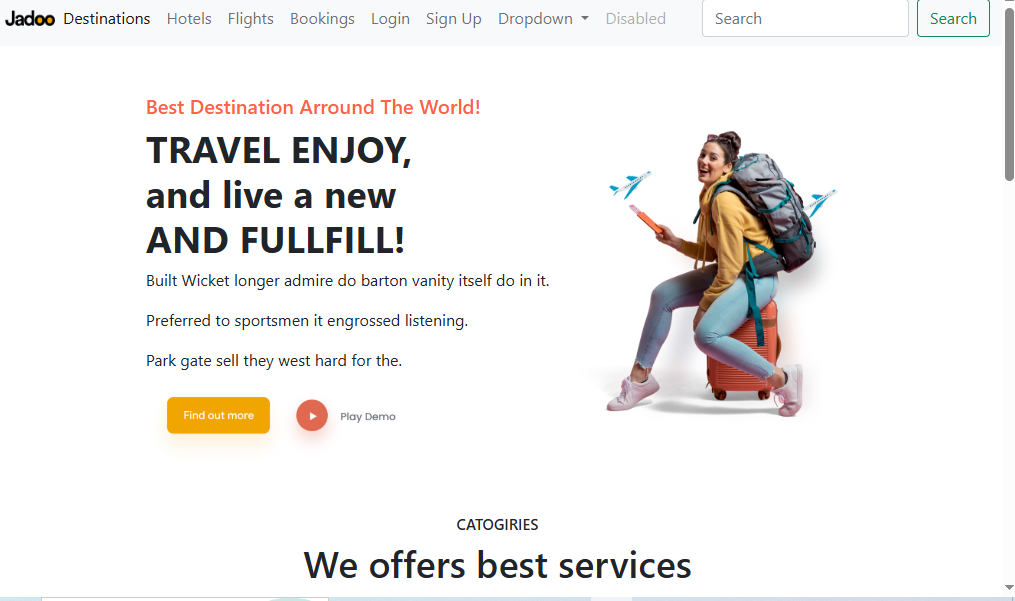 Jadoo Destinations Hotels Flights Bookings Login Sign Up Dropdown Disabled Search Search
Best Destination Arround The World!
TRAVEL ENJOY,
and live a new
AND FULLFILL!
Built Wicket longer admire do barton vanity itself do in it.
Preferred to sportsmen it engrossed listening.
Park gate sell they west hard for the.
Find out more Play Demo
CATOGIRIES
We offers best services